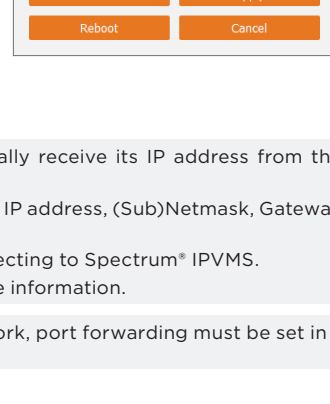 Reboot Cancel
ally receive its IP address from th
IP address, (Sub)Netmask, Gatewa
ecting to Spectrum® IPVMS.
e information.
ork, port forwarding must be set in